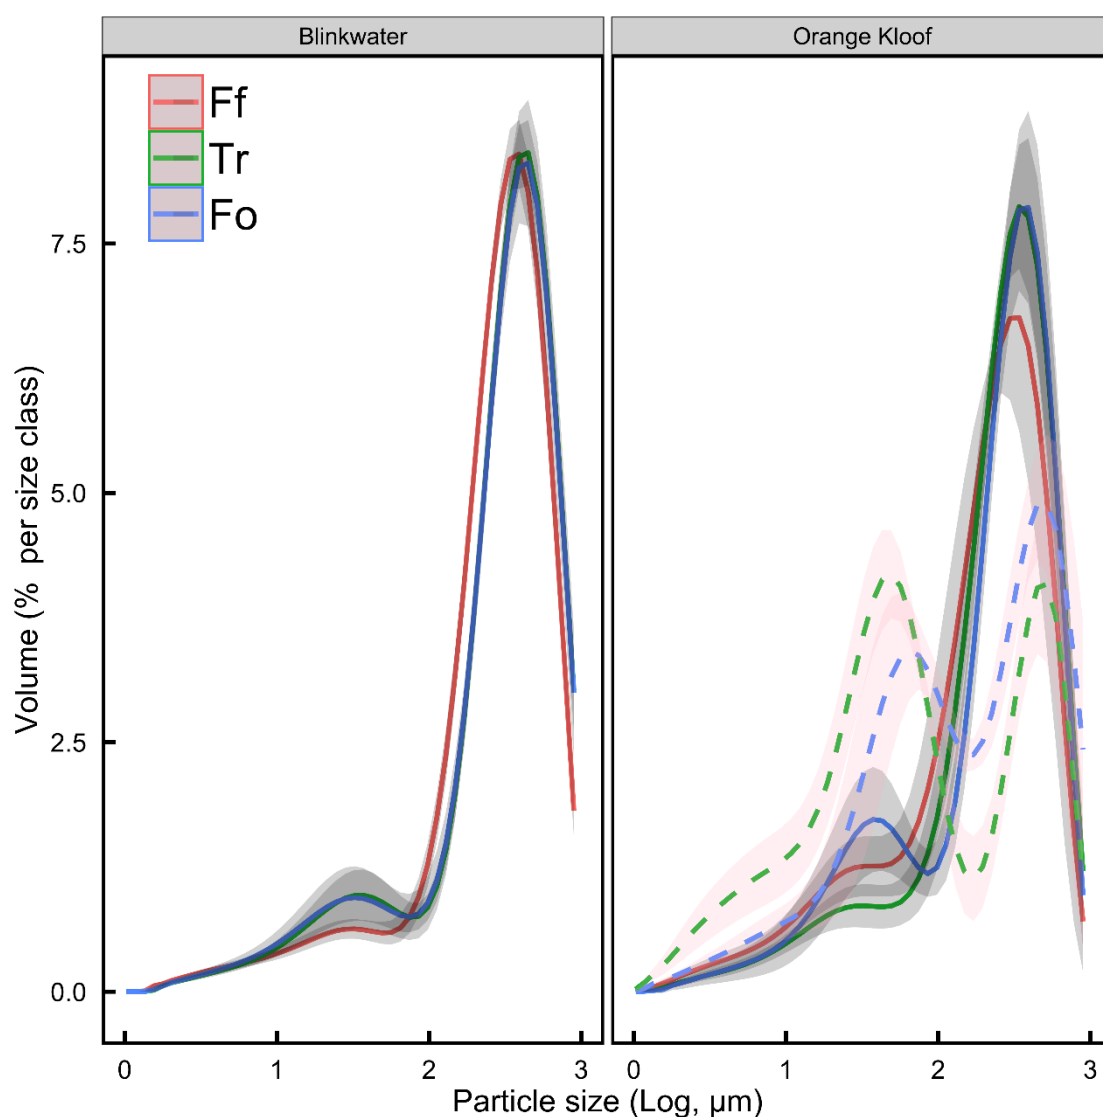 Blinkwater
Orange Kloof
Ff
Tr
Fo
7.5
5.0
2.5
0.0
Volume (% per size class)
0 1 2 3
0 1 2 3
Particle size (Log, μm)